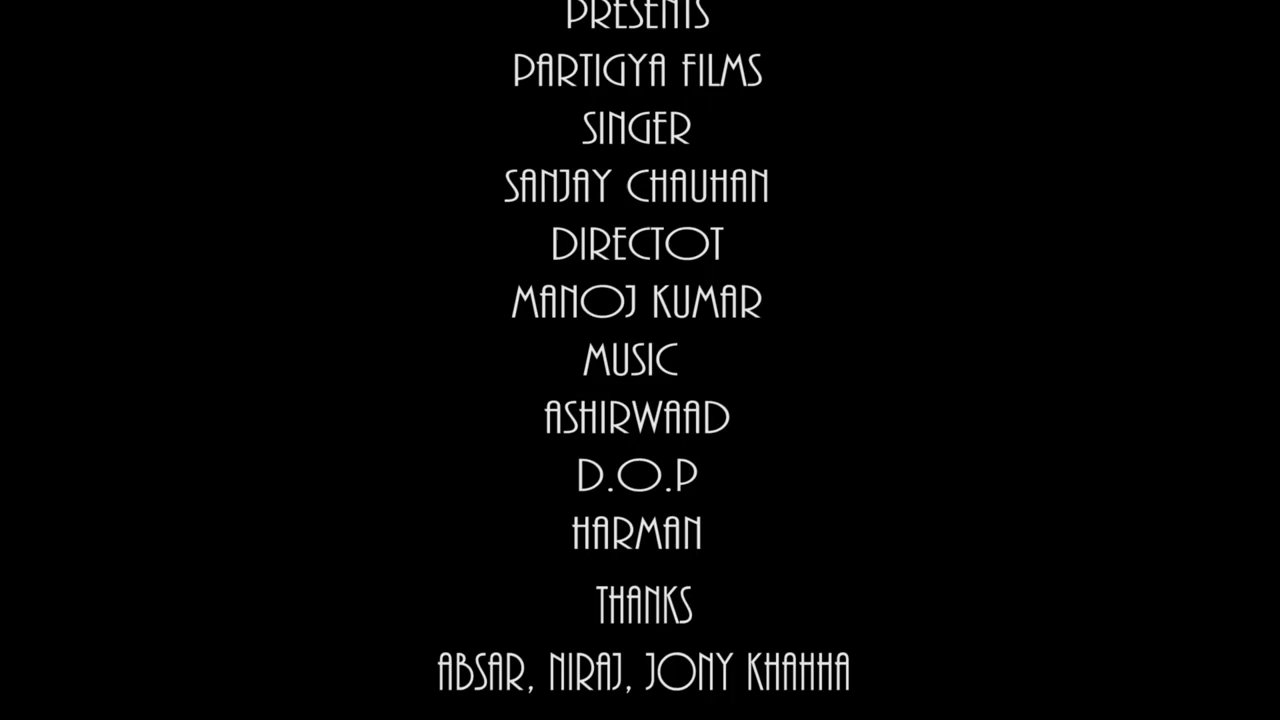 PRESENTS
PARTIGYA FILMS
SINGER
SANJAY CHAUHAN
DIRECTOT
MANOJ KUMAR
MUSIC
ASHIRWAAD
D.O.P
HARMAN
THANKS
ABSAR, NIRAJ, JONY KHAHHA